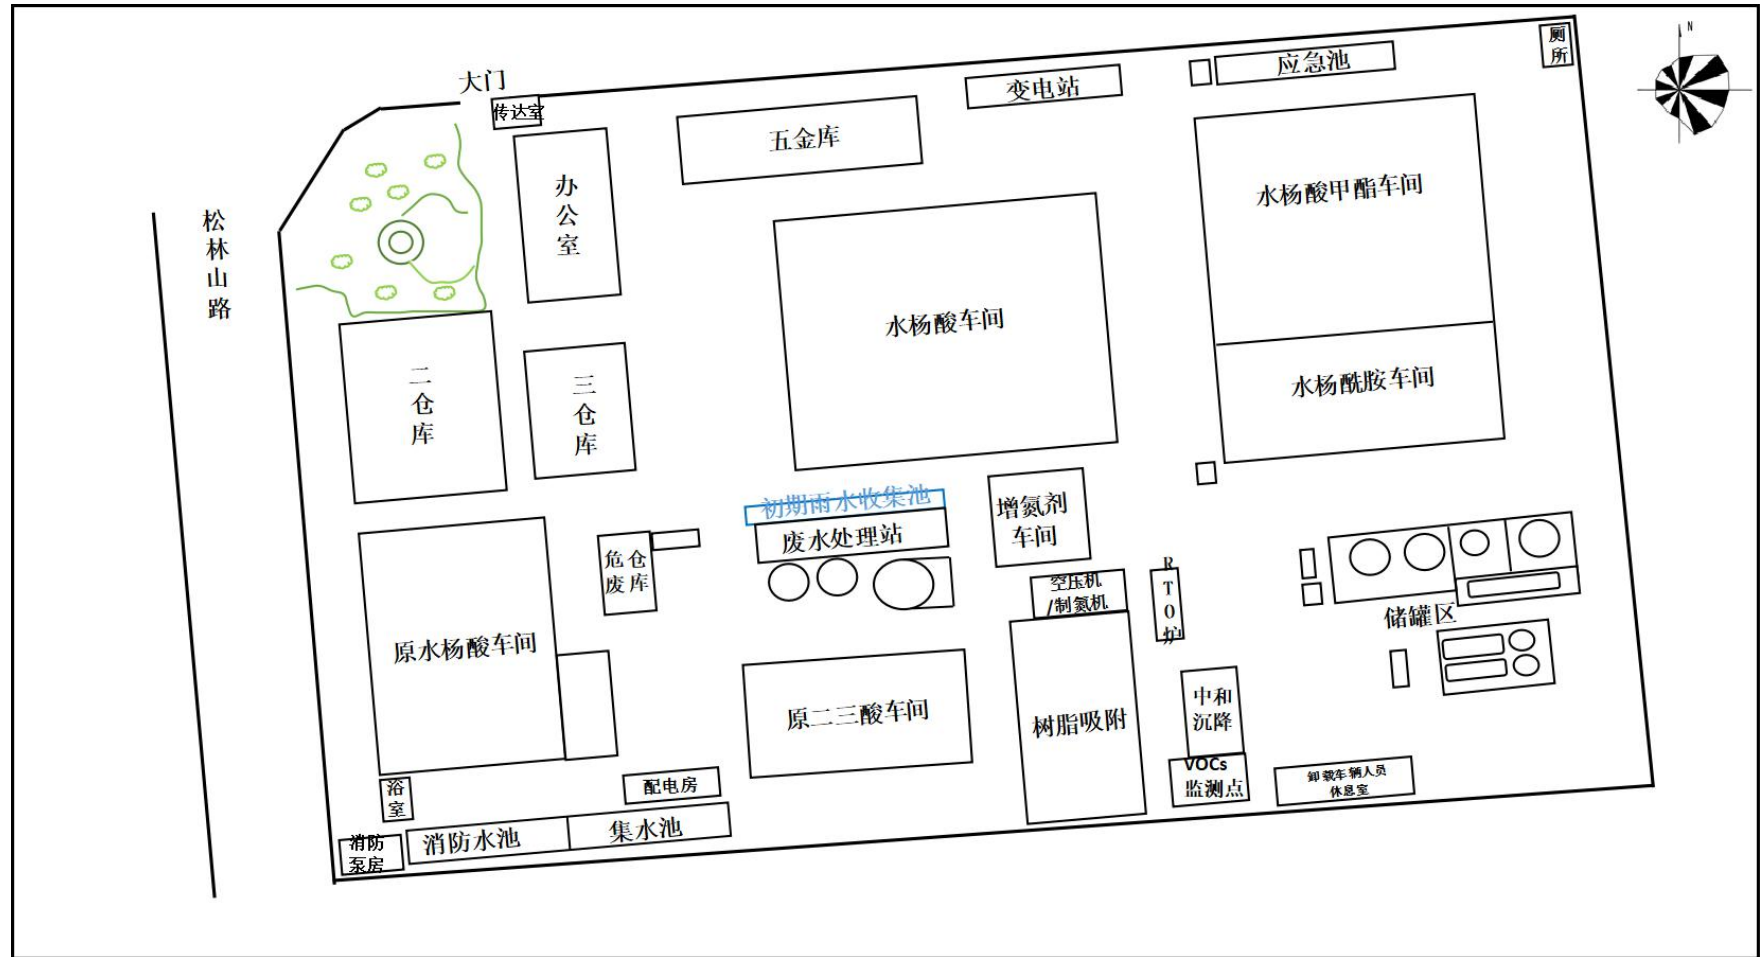 N
厕所
应急池
变电站
大门
传达室
五金库
办公室
水杨酸甲酯车间
松林山路
水杨酸车间
水杨酰胺车间
二仓库
三仓库
初期雨水收集池
废水处理站
增氮剂
车间
危仓
废库
空压机
/制氮机
RTO炉
储罐区
原水杨酸车间
原二三酸车间
树脂吸附
中和
沉降
VOCs
监测点
卸载车辆人员
休息室
配电房
浴室
集水池
消防水池
消防
泵房